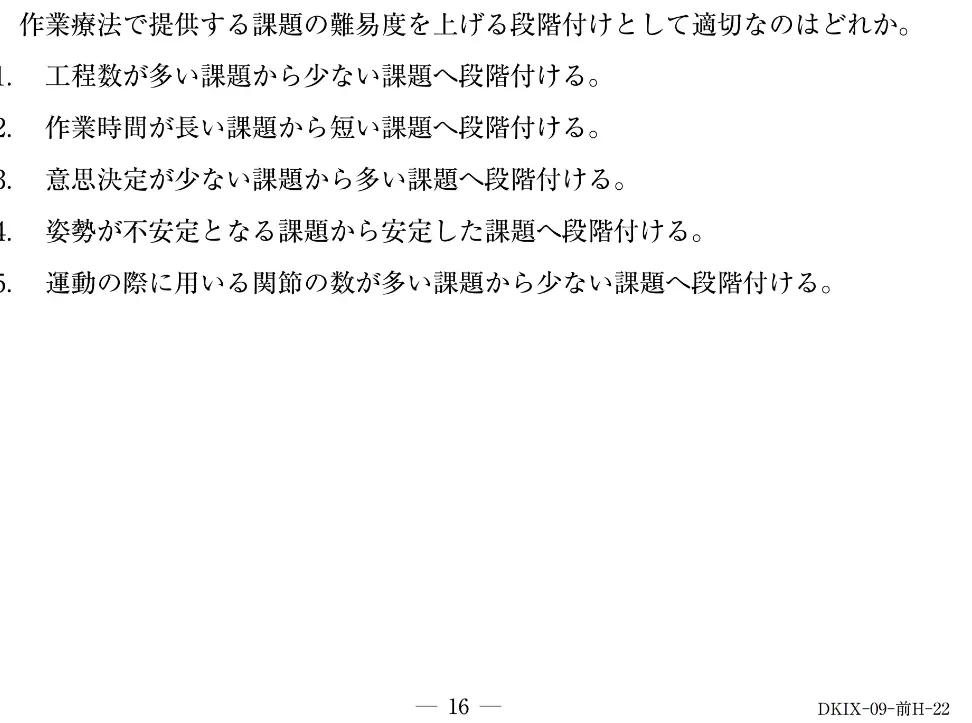 作業療法で提供する課題の難易度を上げる段階付けとして適切なのはどれか。
1. 工程数が多い課題から少ない課題へ段階付ける。
2. 作業時間が長い課題から短い課題へ段階付ける。
3. 意思決定が少ない課題から多い課題へ段階付ける。
4. 姿勢が不安定となる課題から安定した課題へ段階付ける。
5. 運動の際に用いる関節の数が多い課題から少ない課題へ段階付ける。
— 16 —
DKIX-09-前H-22